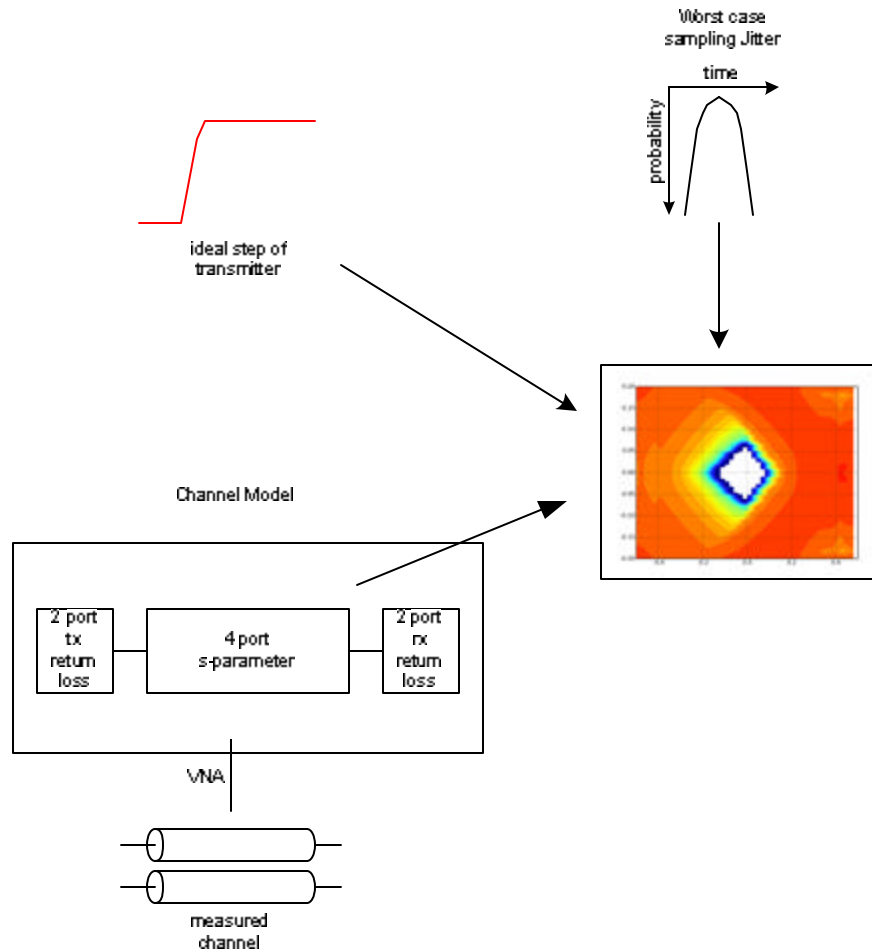 Worst case
sampling Jitter
time
probability
ideal step of
transmitter
Channel Model
2 port
tx
return
loss
4 port
s-parameter
2 port
rx
return
loss
VNA
measured
channel